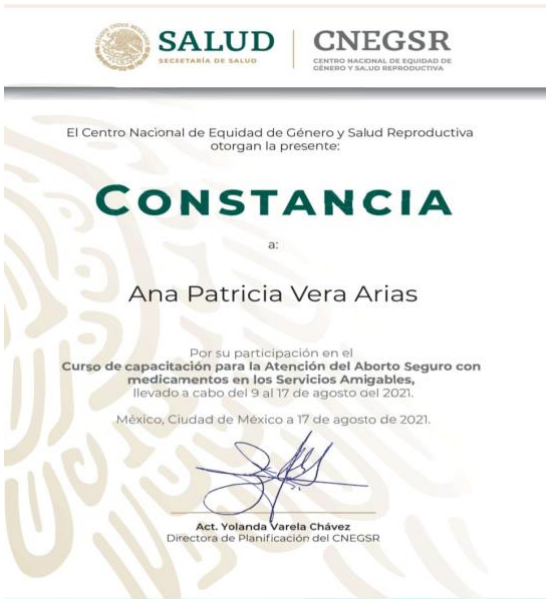 SALUD
SECRETARÍA DE SALUD
CNEGSR
CENTRO NACIONAL DE EQUIDAD DE
GÉNERO Y SALUD REPRODUCTIVA
El Centro Nacional de Equidad de Género y Salud Reproductiva
otorgan la presente:
CONSTANCIA
a:
Ana Patricia Vera Arias
Por su participación en el
Curso de capacitación para la Atención del Aborto Seguro con
medicamentos en los Servicios Amigables,
llevado a cabo del 9 al 17 de agosto del 2021.
México, Ciudad de México a 17 de agosto de 2021.
Act. Yolanda Varela Chávez
Directora de Planificación del CNEGSR